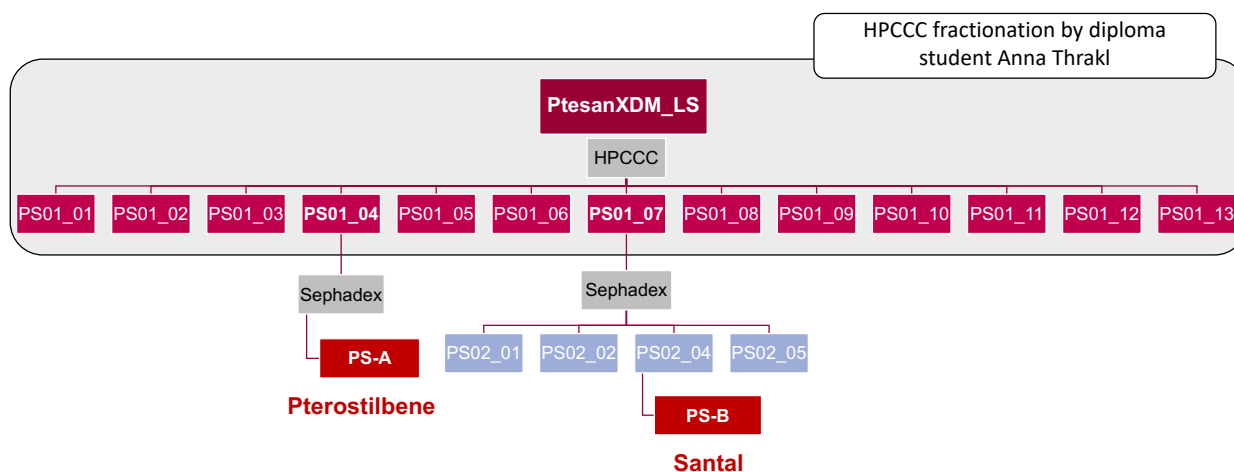 HPCCC fractionation by diploma
student Anna Thrakl
PtesanXDM_LS
HPCCC
PS01_01 PS01_02 PS01_03 PS01_04 PS01_05 PS01_06 PS01_07 PS01_08 PS01_09 PS01_10 PS01_11 PS01_12 PS01_13
Sephadex Sephadex
PS02_01 PS02_02 PS02_04 PS02_05
PS-A
Pterostilbene
PS-B
Santal